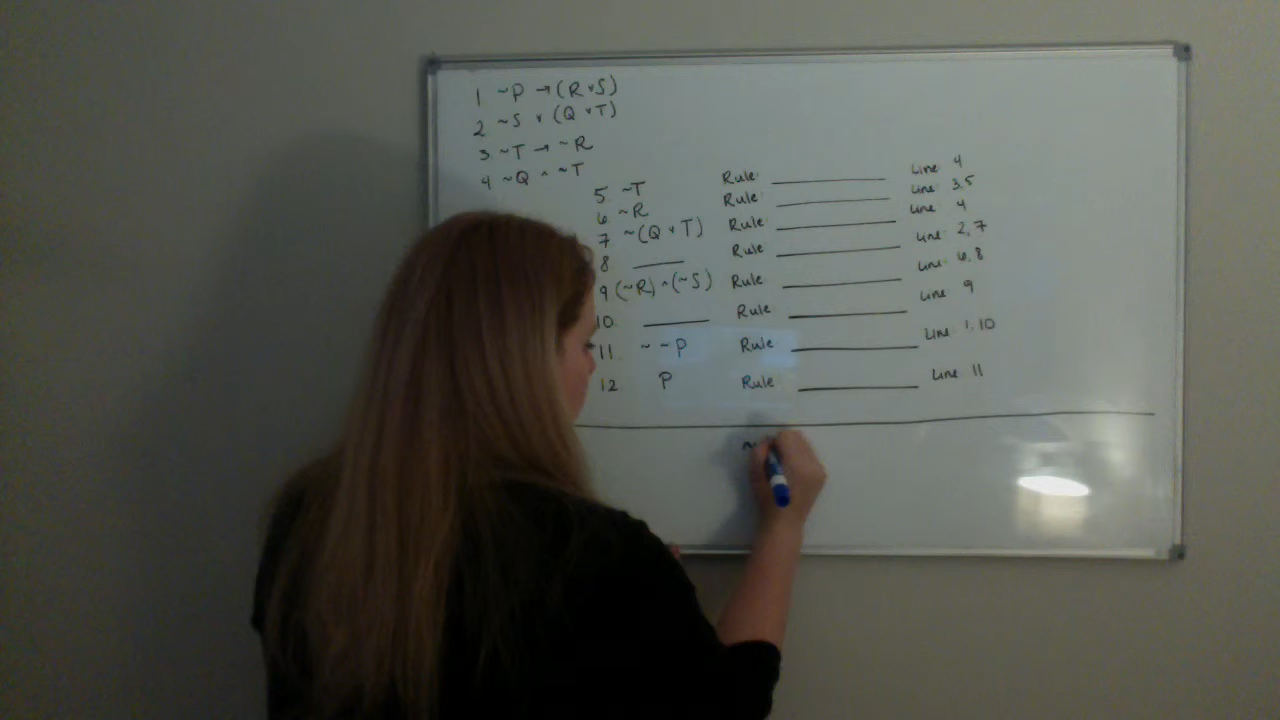 1 ~P → (R ∨ S)
2 ~S ∨ (Q ∨ T)
3 ~T → ~R
4 ~Q ^ ~T
5 ~T Rule: ________ Line 4
6 ~R Rule: ________ Line 3,5
7 ~(Q ∨ T) Rule ________ Line 4
8 ____ Rule ________ Line 2,7
9 (~R) ^ (~S) Rule ________ Line 6,8
10. ____ Rule ________ Line 9
11. ~~P Rule ________ Line 1,10
12 P Rule ________ Line 11
~